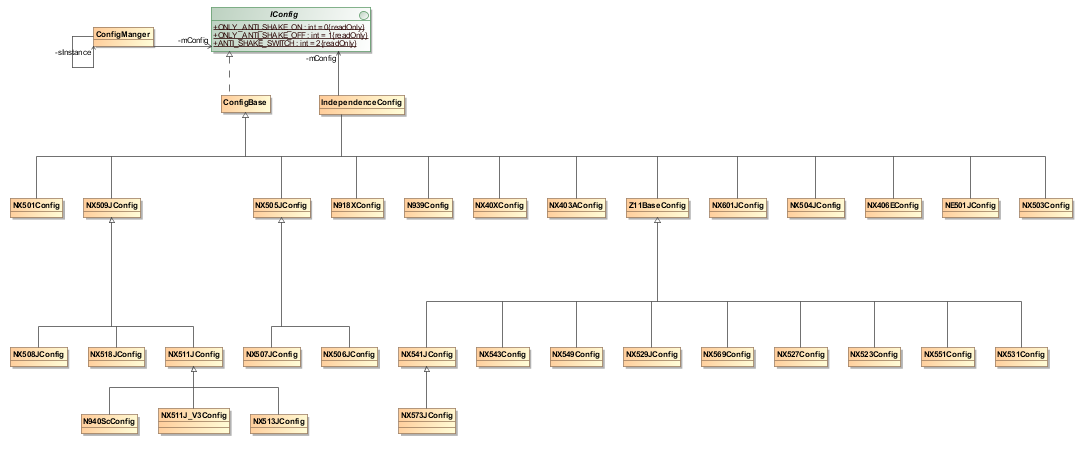 IConfig
+ONLY_ANTI_SHAKE_ON : int = 0{readOnly}
+ONLY_ANTI_SHAKE_OFF : int = 1{readOnly}
+ANTI_SHAKE_SWITCH : int = 2{readOnly}
ConfigManger
-sInstance
-mConfig
-mConfig
ConfigBase
IndependenceConfig
NX501Config
NX509JConfig
NX505JConfig
N918XConfig
N939Config
NX40XConfig
NX403AConfig
Z11BaseConfig
NX601JConfig
NX504JConfig
NX406EConfig
NE501JConfig
NX503Config
NX508JConfig
NX518JConfig
NX511JConfig
NX507JConfig
NX506JConfig
NX541JConfig
NX543Config
NX549Config
NX529JConfig
NX569Config
NX527Config
NX523Config
NX551Config
NX531Config
N940ScConfig
NX511J_V3Config
NX513JConfig
NX573JConfig